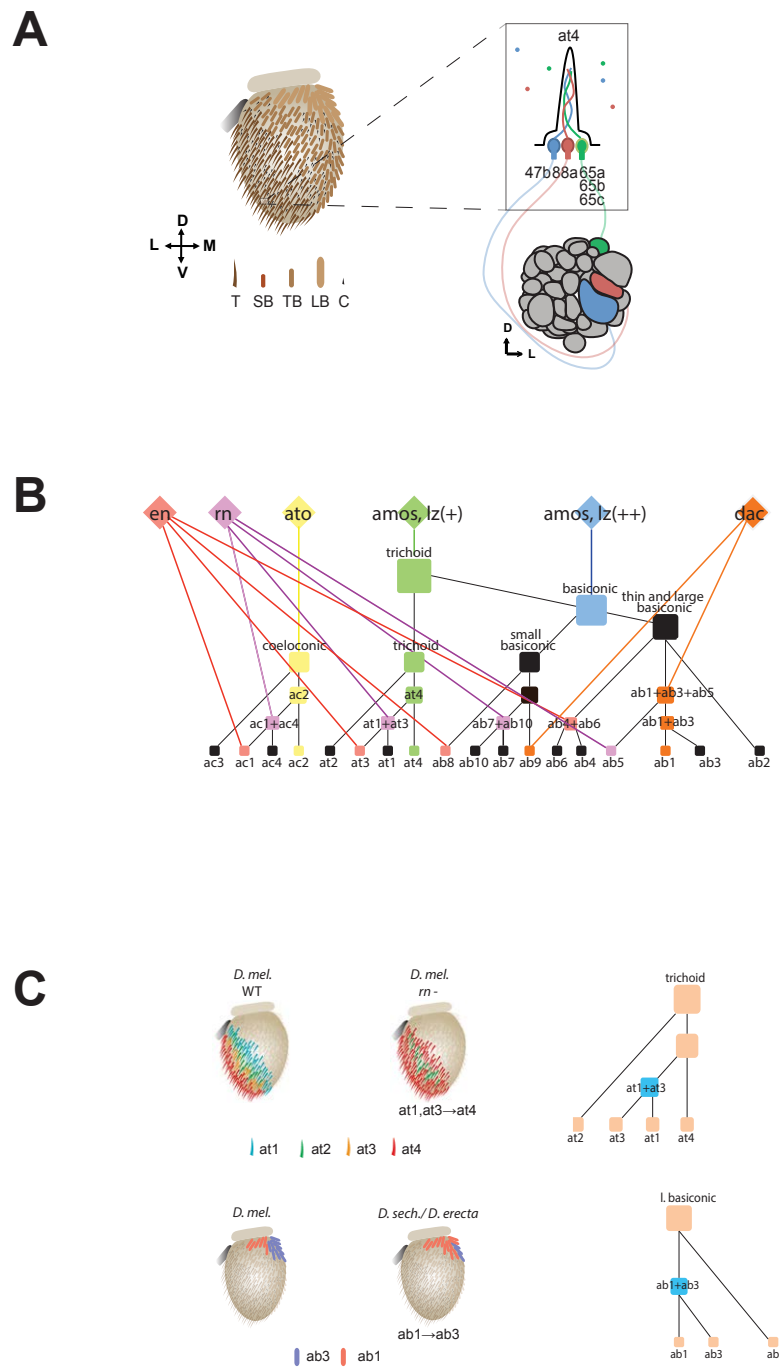 A
at4
47b 88a 65a
65b
65c
D
L M
V
T SB TB LB C
D
L
B
en rn ato amos, lz(+) amos, lz(++) dac
trichoid
basiconic
thin and large
basiconic
coeloconic
trichoid
small
basiconic
ac2
at4
ab1+ab3+ab5
ac1+ac4
at1+at3
ab7+ab10
ab4+ab6
ab1+ab3
ac3 ac1 ac4 ac2 at2 at3 at1 at4 ab8 ab10 ab7 ab9 ab6 ab4 ab5 ab1 ab3 ab2
C
D. mel.
WT
D. mel.
rn -
at1,at3→at4
at1 at2 at3 at4
trichoid
at1+at3
at2 at3 at1 at4
D. mel.
D. sech./ D. erecta
ab1→ab3
ab3 ab1
l. basiconic
ab1+ab3
ab1 ab3 ab